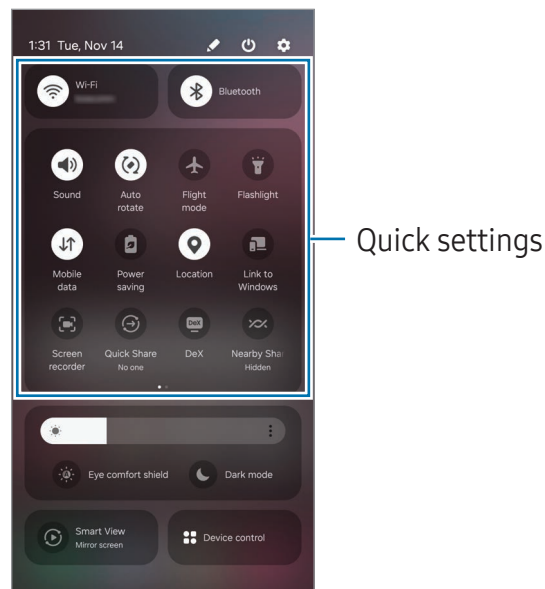 1:31 Tue, Nov 14
Wi-Fi
Bluetooth
Sound
Auto
rotate
Flight
mode
Flashlight
Mobile
data
Power
saving
Location
Link to
Windows
Screen
recorder
Quick Share
No one
DeX
DeX
Nearby Sha
Hidden
Quick settings
Eye comfort shield
Dark mode
Smart View
Mirror screen
Device control